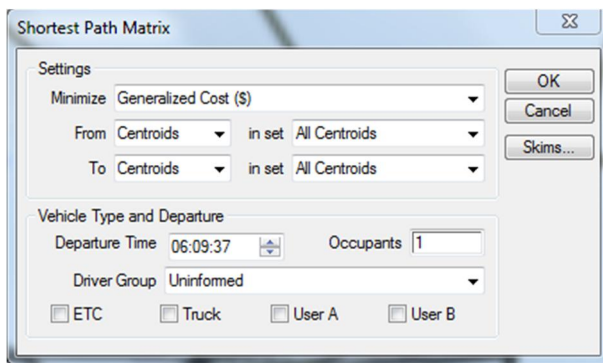 Shortest Path Matrix
Settings
Minimize Generalized Cost ($)
From Centroids in set All Centroids
To Centroids in set All Centroids
OK
Cancel
Skims...
Vehicle Type and Departure
Departure Time 06:09:37 Occupants 1
Driver Group Uninformed
ETC Truck User A User B